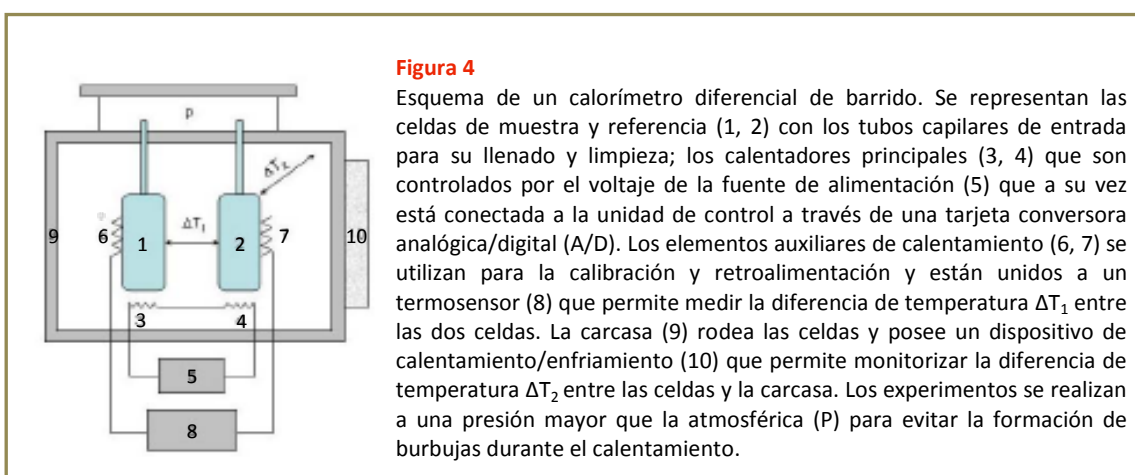 P
ΔT2
ΔT1
9
6
1
2
7
10
3
4
5
8
Figura 4
Esquema de un calorímetro diferencial de barrido. Se representan las
celdas de muestra y referencia (1, 2) con los tubos capilares de entrada
para su llenado y limpieza; los calentadores principales (3, 4) que son
controlados por el voltaje de la fuente de alimentación (5) que a su vez
está conectada a la unidad de control a través de una tarjeta conversora
analógica/digital (A/D). Los elementos auxiliares de calentamiento (6, 7) se
utilizan para la calibración y retroalimentación y están unidos a un
termosensor (8) que permite medir la diferencia de temperatura ΔT1 entre
las dos celdas. La carcasa (9) rodea las celdas y posee un dispositivo de
calentamiento/enfriamiento (10) que permite monitorizar la diferencia de
temperatura ΔT2 entre las celdas y la carcasa. Los experimentos se realizan
a una presión mayor que la atmosférica (P) para evitar la formación de
burbujas durante el calentamiento.